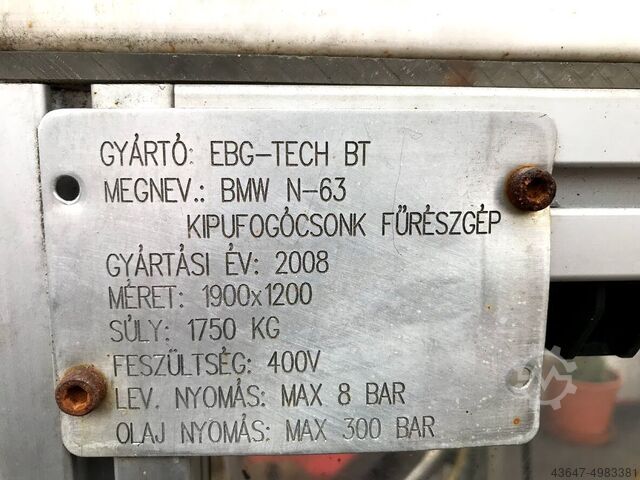 GYÁRTÓ: EBG-TECH BT
MEGNEV.: BMW N-63
KIPUFOGÓCSONK FŰRÉSZGÉP
GYÁRTÁSI ÉV: 2008
MÉRET: 1900x1200
SÚLY: 1750 KG
FESZÜLTSÉG: 400V
LEV. NYOMÁS: MAX 8 BAR
OLAJ NYOMÁS: MAX 300 BAR
43647-4983381